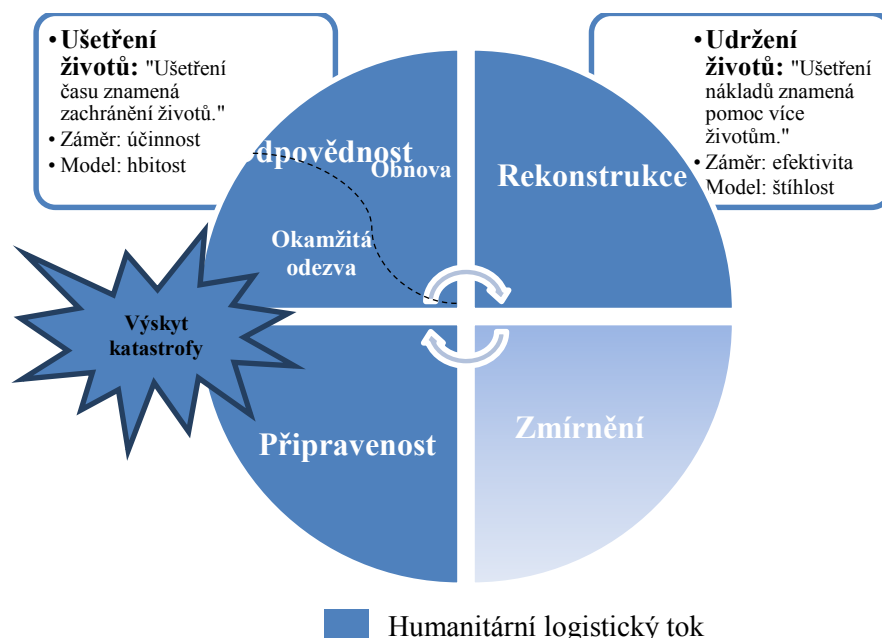 • Ušetření
životů: "Ušetření
času znamená
zachránění životů."
• Záměr: účinnost
• Model: hbitost
• Udržení
životů: "Ušetření
nákladů znamená
pomoc více
životům."
• Záměr: efektivita
Model: štíhlost
dpovědnost
Obnova
Okamžitá
odezva
Rekonstrukce
Výskyt
katastrofy
Připravenost
Zmírnění
Humanitární logistický tok